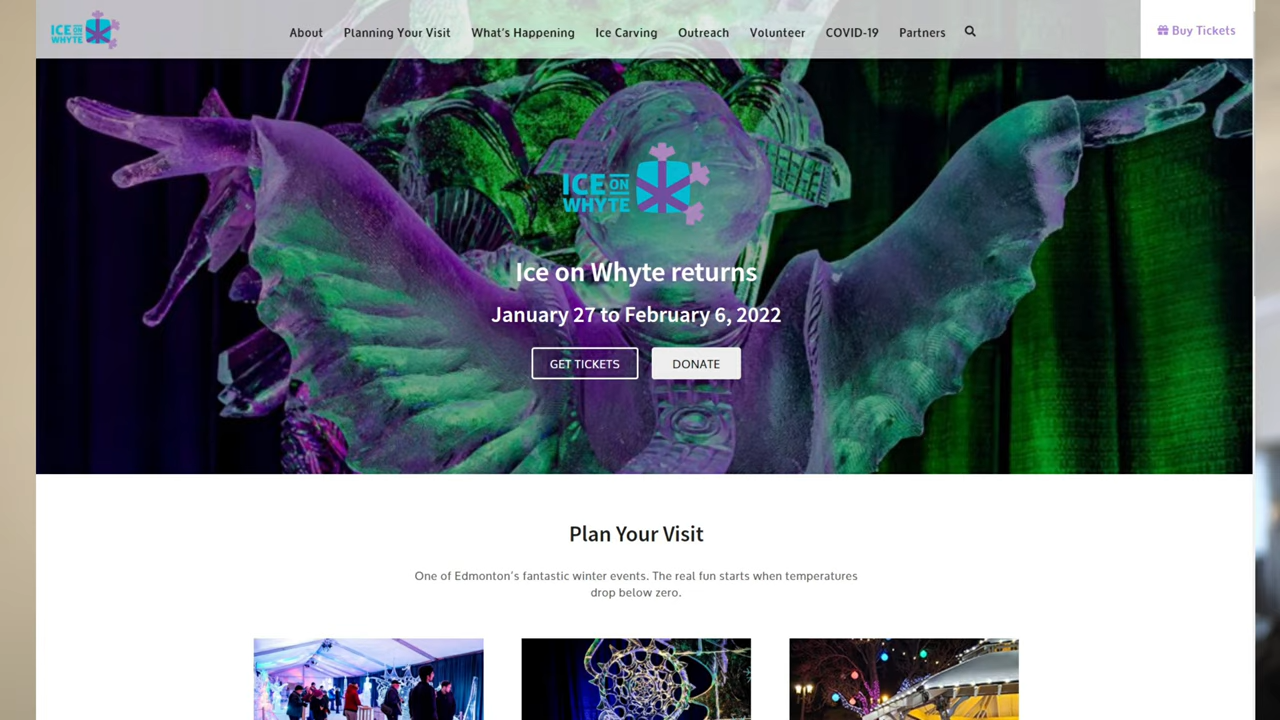 ICE ON WHYTE
About Planning Your Visit What's Happening Ice Carving Outreach Volunteer COVID-19 Partners
Buy Tickets
ICE ON WHYTE
Ice on Whyte returns
January 27 to February 6, 2022
GET TICKETS DONATE
Plan Your Visit
One of Edmonton's fantastic winter events. The real fun starts when temperatures
drop below zero.